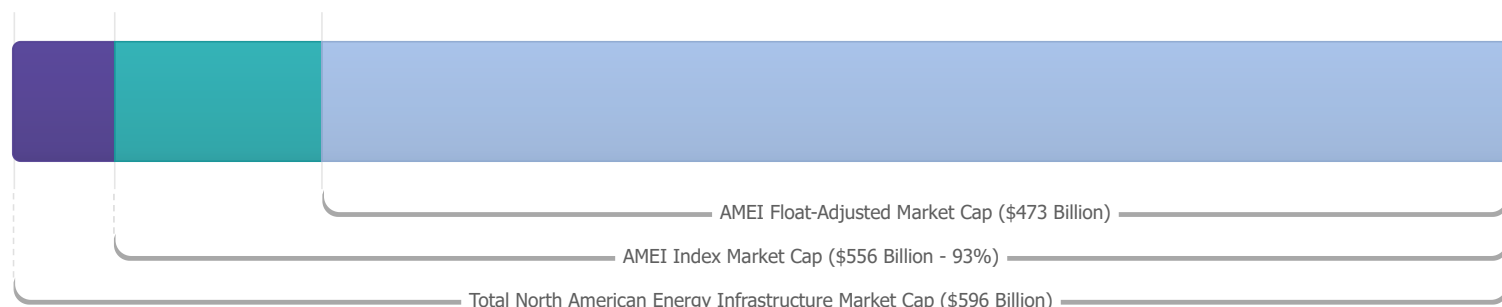 AMEI Float-Adjusted Market Cap ($473 Billion)
AMEI Index Market Cap ($556 Billion - 93%)
Total North American Energy Infrastructure Market Cap ($596 Billion)